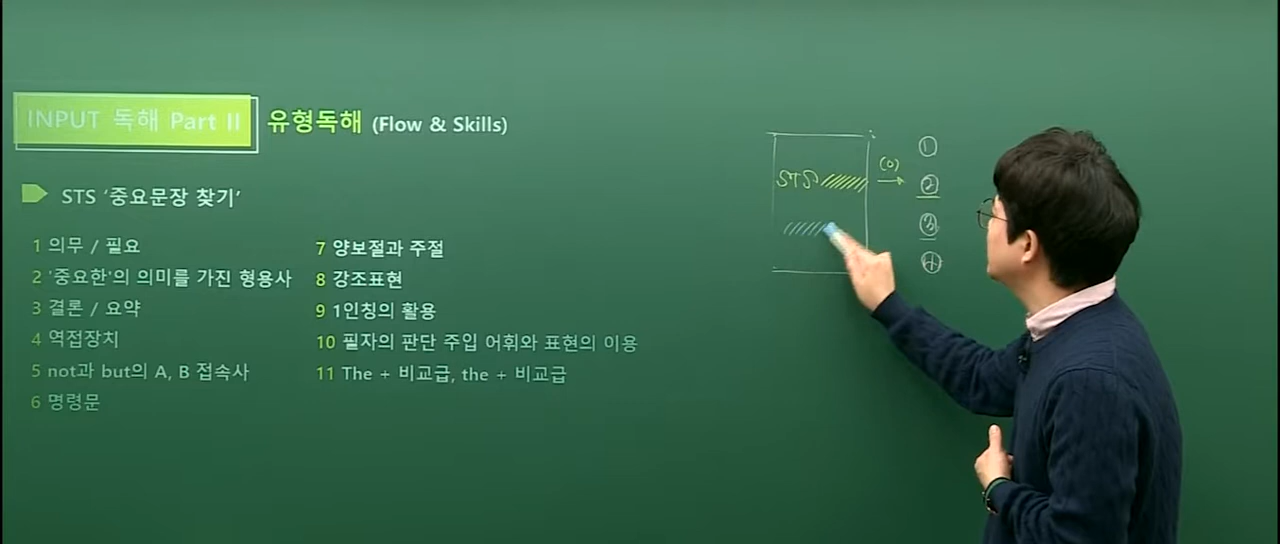 INPUT 독해 Part II 유형독해 (Flow & Skills)
STS ‘중요문장 찾기’
1 의무 / 필요
2 '중요한'의 의미를 가진 형용사
3 결론 / 요약
4 역접장치
5 not과 but의 A, B 접속사
6 명령문
7 양보절과 주절
8 강조표현
9 1인칭의 활용
10 필자의 판단 주입 어휘와 표현의 이용
11 The + 비교급, the + 비교급
STS
(0)
①
②
③
④